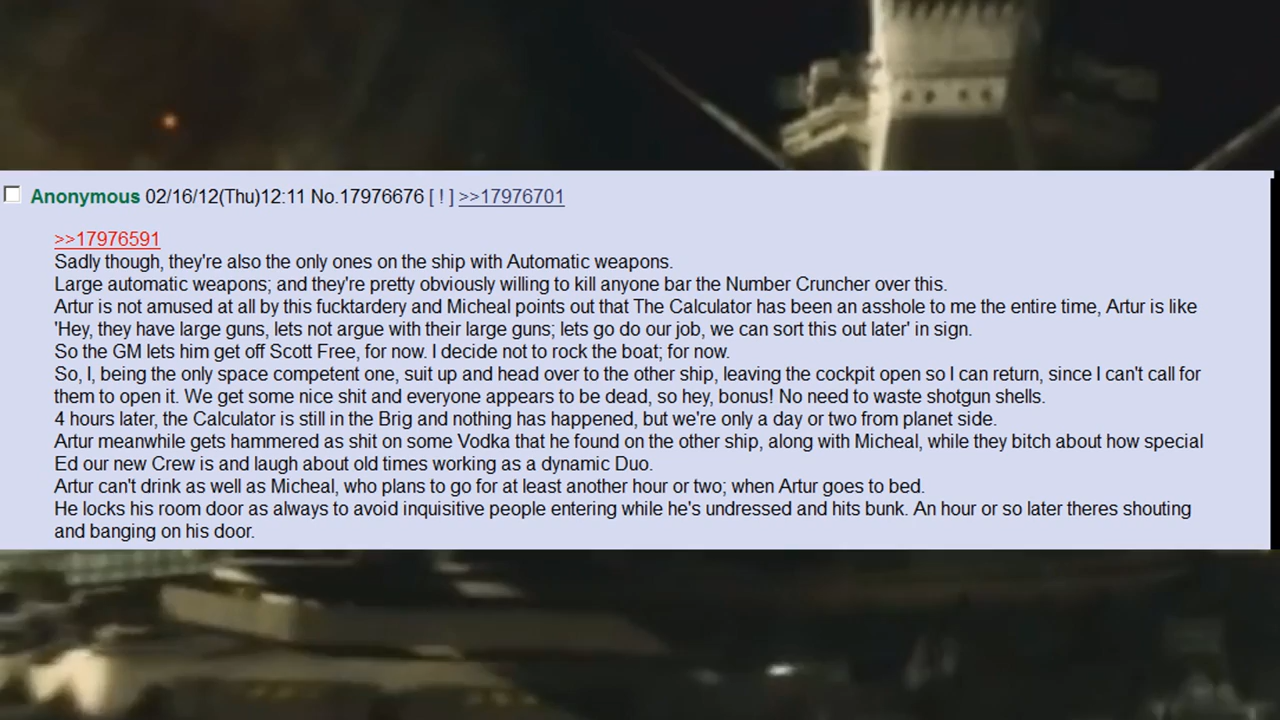 Anonymous 02/16/12(Thu)12:11 No.17976676 [ ! ] >>17976701
>>17976591
Sadly though, they're also the only ones on the ship with Automatic weapons.
Large automatic weapons; and they're pretty obviously willing to kill anyone bar the Number Cruncher over this.
Artur is not amused at all by this fucktardery and Micheal points out that The Calculator has been an asshole to me the entire time, Artur is like
'Hey, they have large guns, lets not argue with their large guns; lets go do our job, we can sort this out later' in sign.
So the GM lets him get off Scott Free, for now. I decide not to rock the boat; for now.
So, I, being the only space competent one, suit up and head over to the other ship, leaving the cockpit open so I can return, since I can't call for
them to open it. We get some nice shit and everyone appears to be dead, so hey, bonus! No need to waste shotgun shells.
4 hours later, the Calculator is still in the Brig and nothing has happened, but we're only a day or two from planet side.
Artur meanwhile gets hammered as shit on some Vodka that he found on the other ship, along with Micheal, while they bitch about how special
Ed our new Crew is and laugh about old times working as a dynamic Duo.
Artur can't drink as well as Micheal, who plans to go for at least another hour or two; when Artur goes to bed.
He locks his room door as always to avoid inquisitive people entering while he's undressed and hits bunk. An hour or so later theres shouting
and banging on his door.